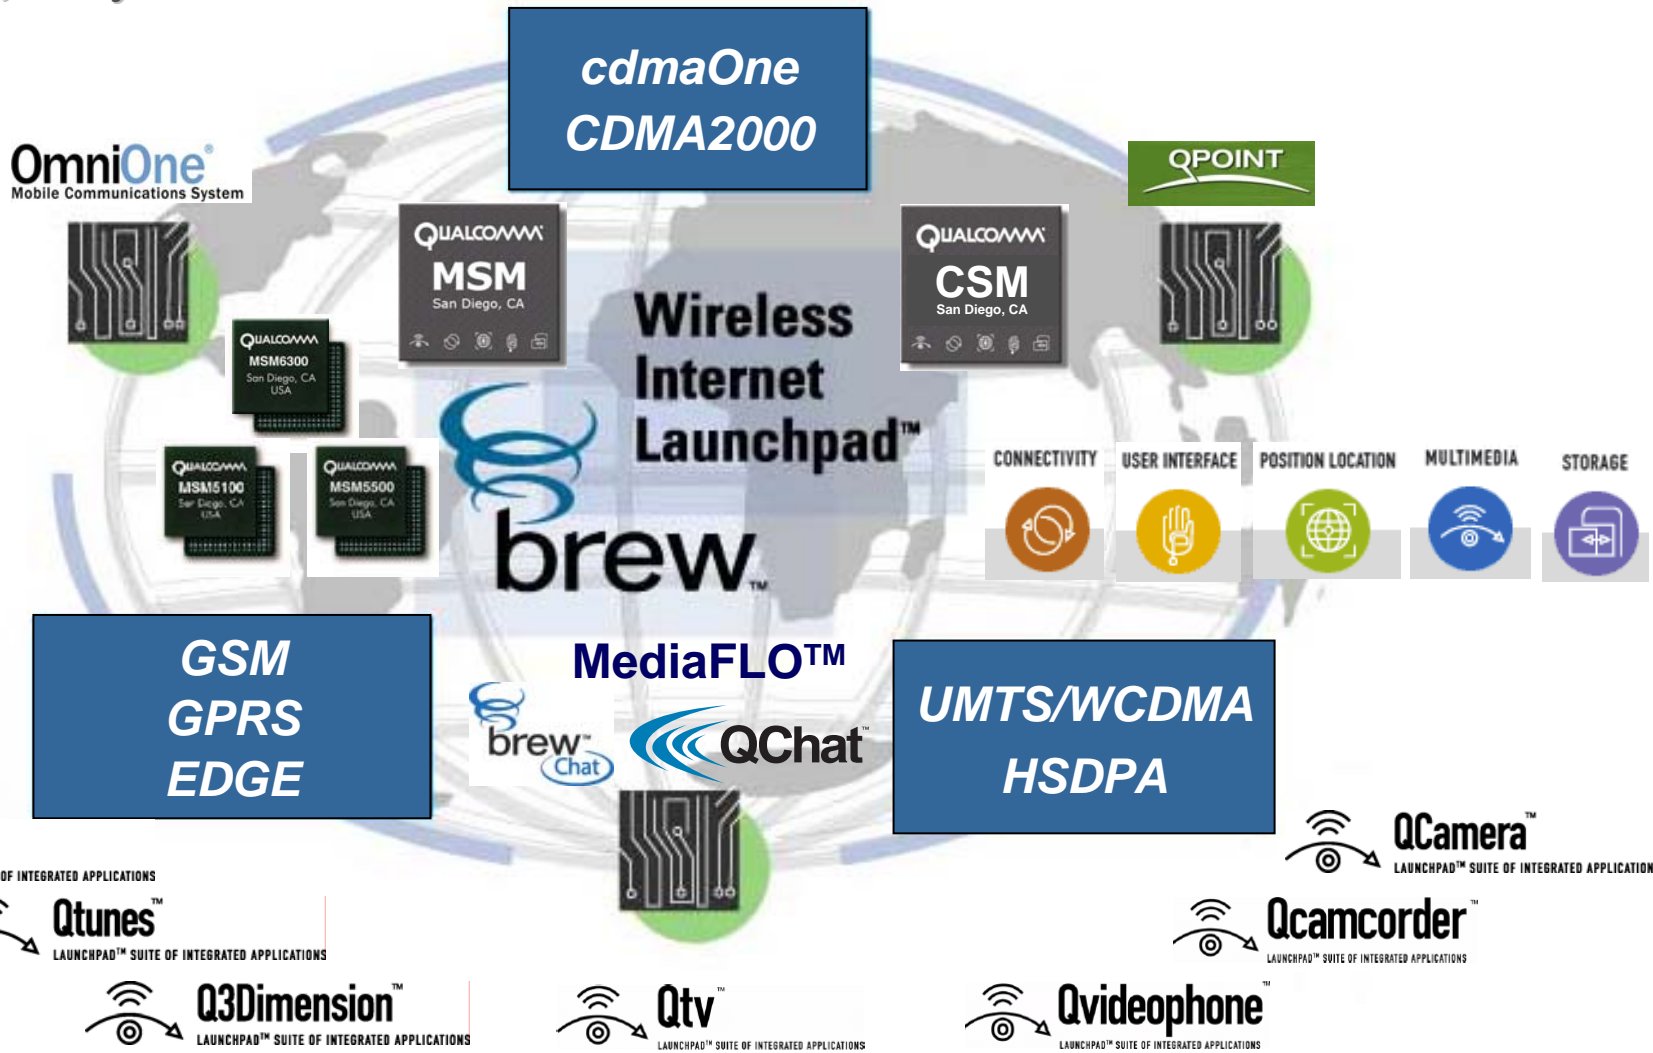 cdmaOne
CDMA2000
OmniOne®
Mobile Communications System
QPOINT
QUALCOMM
MSM
San Diego, CA
QUALCOMM
CSM
San Diego, CA
Wireless
Internet
Launchpad™
QUALCOMM
MSM6300
San Diego, CA
USA
QUALCOMM
MSM5100
San Diego, CA
USA
QUALCOMM
MSM5500
San Diego, CA
USA
brew™
CONNECTIVITY
USER INTERFACE
POSITION LOCATION
MULTIMEDIA
STORAGE
GSM
GPRS
EDGE
MediaFLO™
brew™
Chat
QChat™
UMTS/WCDMA
HSDPA
QCamera™
LAUNCHPAD™ SUITE OF INTEGRATED APPLICATION
OF INTEGRATED APPLICATIONS
Qtunes™
LAUNCHPAD™ SUITE OF INTEGRATED APPLICATIONS
Qcamcorder™
LAUNCHPAD™ SUITE OF INTEGRATED APPLICATIONS
Q3Dimension™
LAUNCHPAD™ SUITE OF INTEGRATED APPLICATIONS
Qtv™
LAUNCHPAD™ SUITE OF INTEGRATED APPLICATIONS
Qvideophone™
LAUNCHPAD™ SUITE OF INTEGRATED APPLICATIONS